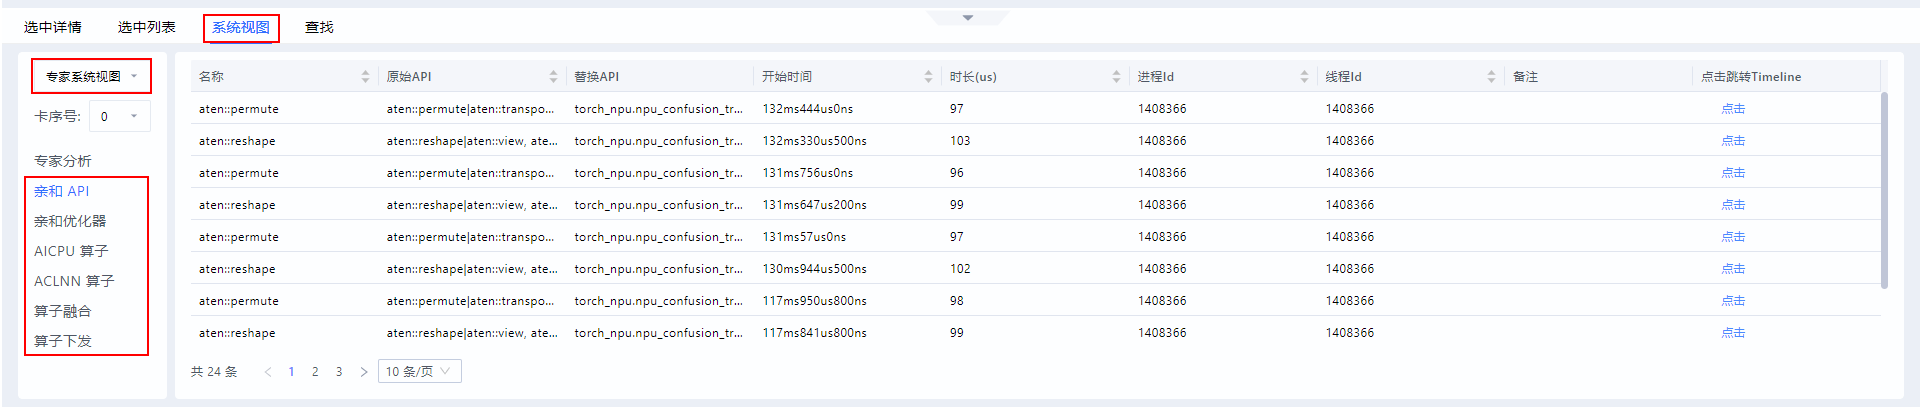 选中详情 选中列表 系统视图 查找
专家系统视图
卡序号: 0
专家分析
亲和 API
亲和优化器
AICPU 算子
ACLNN 算子
算子融合
算子下发
名称 原始API 替换API 开始时间 时长(us) 进程Id 线程Id 备注 点击跳转Timeline
aten::permute aten::permute|aten::transpo... torch_npu.npu_confusion_tr... 132ms444us0ns 97 1408366 1408366 点击
aten::reshape aten::reshape|aten::view, ate... torch_npu.npu_confusion_tr... 132ms330us500ns 103 1408366 1408366 点击
aten::permute aten::permute|aten::transpo... torch_npu.npu_confusion_tr... 131ms756us0ns 96 1408366 1408366 点击
aten::reshape aten::reshape|aten::view, ate... torch_npu.npu_confusion_tr... 131ms647us200ns 99 1408366 1408366 点击
aten::permute aten::permute|aten::transpo... torch_npu.npu_confusion_tr... 131ms57us0ns 97 1408366 1408366 点击
aten::reshape aten::reshape|aten::view, ate... torch_npu.npu_confusion_tr... 130ms944us500ns 102 1408366 1408366 点击
aten::permute aten::permute|aten::transpo... torch_npu.npu_confusion_tr... 117ms950us800ns 98 1408366 1408366 点击
aten::reshape aten::reshape|aten::view, ate... torch_npu.npu_confusion_tr... 117ms841us800ns 99 1408366 1408366 点击
共 24 条 < 1 2 3 > 10 条/页